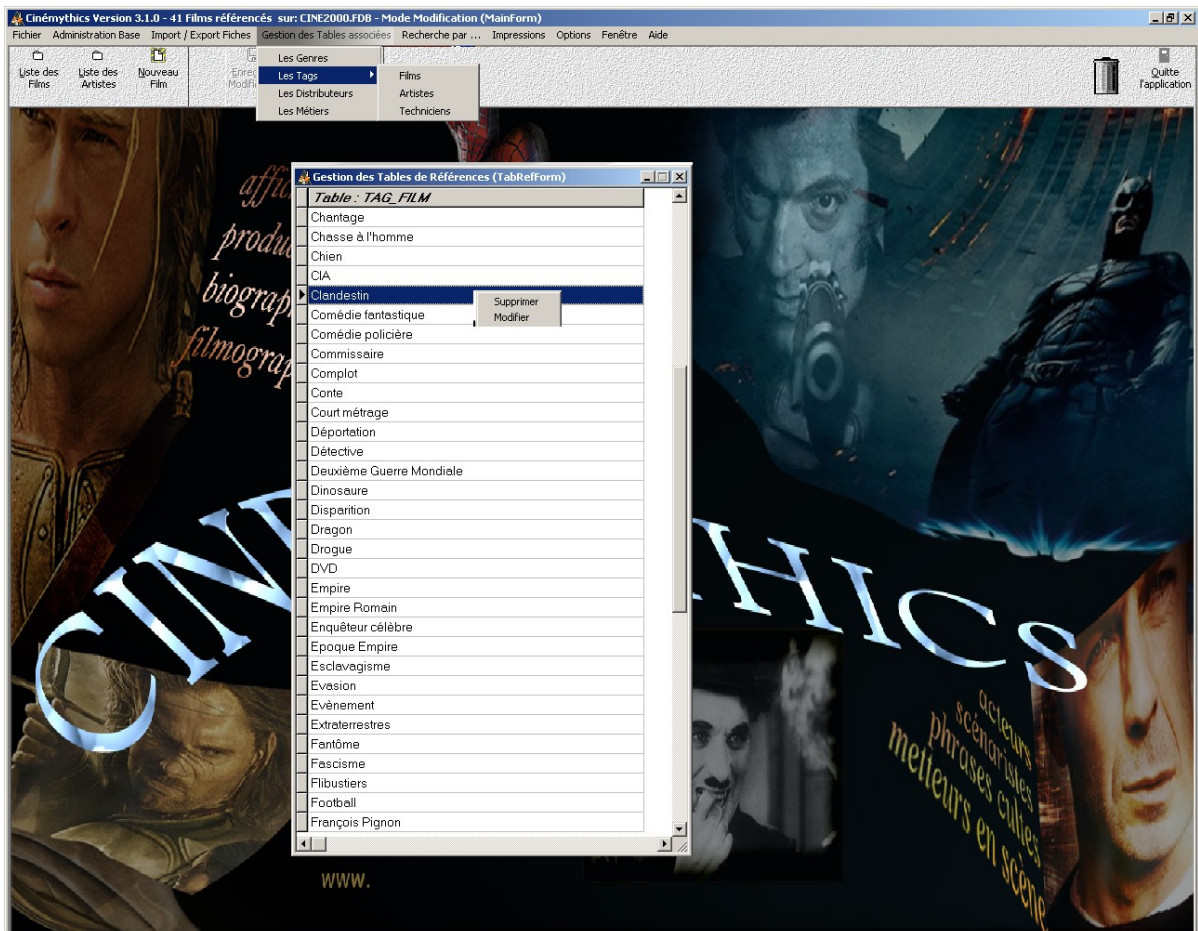 Cinémythics Version 3.1.0 - 41 Films référencés sur: CINE2000.FDB - Mode Modification (MainForm)
Fichier Administration Base Import / Export Fiches Gestion des Tables associées Recherche par ... Impressions Options Fenêtre Aide
Liste des Films
Liste des Artistes
Nouveau Film
Quitte l'application
Les Genres
Les Tags
Les Distributeurs
Les Métiers
Films
Artistes
Techniciens
Gestion des Tables de Références (TabRefForm)
Table : TAG_FILM
Chantage
Chasse à l'homme
Chien
CIA
Clandestin
Supprimer
Modifier
Comédie fantastique
Comédie policière
Commissaire
Complot
Conte
Court métrage
Déportation
Détective
Deuxième Guerre Mondiale
Dinosaure
Disparition
Dragon
Drogue
DVD
Empire
Empire Romain
Enquêteur célèbre
Epoque Empire
Esclavagisme
Evasion
Evènement
Extraterrestres
Fantôme
Fascisme
Flibustiers
Football
François Pignon
CIN
HICS
acteurs
scénaristes
phrases cultes
metteurs en scène
www.